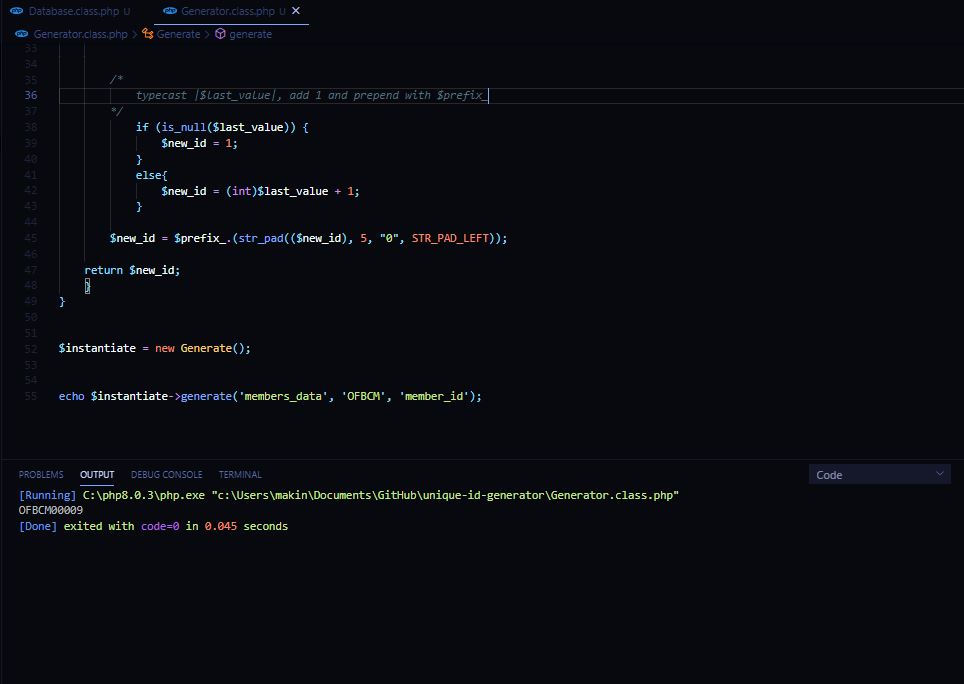 Database.class.php U
Generator.class.php U ×
Generator.class.php > Generate > generate
33
34
35 /*
36 typecast |$last_value|, add 1 and prepend with $prefix_
37 */
38 if (is_null($last_value)) {
39 $new_id = 1;
40 }
41 else{
42 $new_id = (int)$last_value + 1;
43 }
44
45 $new_id = $prefix_.(str_pad(($new_id), 5, "0", STR_PAD_LEFT));
46
47 return $new_id;
48 }
49 }
50
51
52 $instantiate = new Generate();
53
54
55 echo $instantiate->generate('members_data', 'OFBCM', 'member_id');
PROBLEMS OUTPUT DEBUG CONSOLE TERMINAL
Code
[Running] C:\php8.0.3\php.exe "c:\Users\makin\Documents\GitHub\unique-id-generator\Generator.class.php"
OFBCM00009
[Done] exited with code=0 in 0.045 seconds